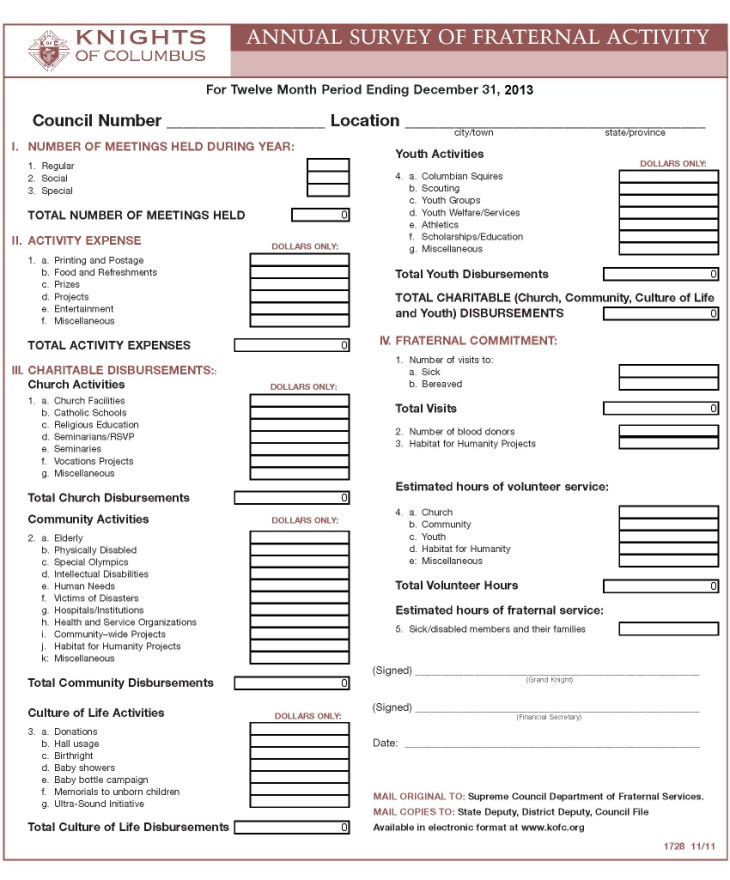 KNIGHTS
OF COLUMBUS
ANNUAL SURVEY OF FRATERNAL ACTIVITY
For Twelve Month Period Ending December 31, 2013
Council Number ____________________ Location ____________________
city/town state/province
I. NUMBER OF MEETINGS HELD DURING YEAR:
1. Regular
2. Social
3. Special
TOTAL NUMBER OF MEETINGS HELD 0
II. ACTIVITY EXPENSE
DOLLARS ONLY:
1. a. Printing and Postage
b. Food and Refreshments
c. Prizes
d. Projects
e. Entertainment
f. Miscellaneous
TOTAL ACTIVITY EXPENSES 0
III. CHARITABLE DISBURSEMENTS::
Church Activities DOLLARS ONLY:
1. a. Church Facilities
b. Catholic Schools
c. Religious Education
d. Seminarians/RSVP
e. Seminaries
f. Vocations Projects
g. Miscellaneous
Total Church Disbursements 0
Community Activities DOLLARS ONLY:
2. a. Elderly
b. Physically Disabled
c. Special Olympics
d. Intellectual Disabilities
e. Human Needs
f. Victims of Disasters
g. Hospitals/Institutions
h. Health and Service Organizations
i. Community–wide Projects
j. Habitat for Humanity Projects
k: Miscellaneous
Total Community Disbursements 0
Culture of Life Activities DOLLARS ONLY:
3. a. Donations
b. Hall usage
c. Birthright
d. Baby showers
e. Baby bottle campaign
f. Memorials to unborn children
g. Ultra-Sound Initiative
Total Culture of Life Disbursements 0
Youth Activities
DOLLARS ONLY:
4. a. Columbian Squires
b. Scouting
c. Youth Groups
d. Youth Welfare/Services
e. Athletics
f. Scholarships/Education
g. Miscellaneous
Total Youth Disbursements 0
TOTAL CHARITABLE (Church, Community, Culture of Life
and Youth) DISBURSEMENTS 0
IV. FRATERNAL COMMITMENT:
1. Number of visits to:
a. Sick
b. Bereaved
Total Visits 0
2. Number of blood donors
3. Habitat for Humanity Projects
Estimated hours of volunteer service:
4. a. Church
b. Community
c. Youth
d. Habitat for Humanity
e: Miscellaneous
Total Volunteer Hours 0
Estimated hours of fraternal service:
5. Sick/disabled members and their families
(Signed) ____________________
(Grand Knight)
(Signed) ____________________
(Financial Secretary)
Date: ____________________
MAIL ORIGINAL TO: Supreme Council Department of Fraternal Services.
MAIL COPIES TO: State Deputy, District Deputy, Council File
Available in electronic format at www.kofc.org
1728 11/11